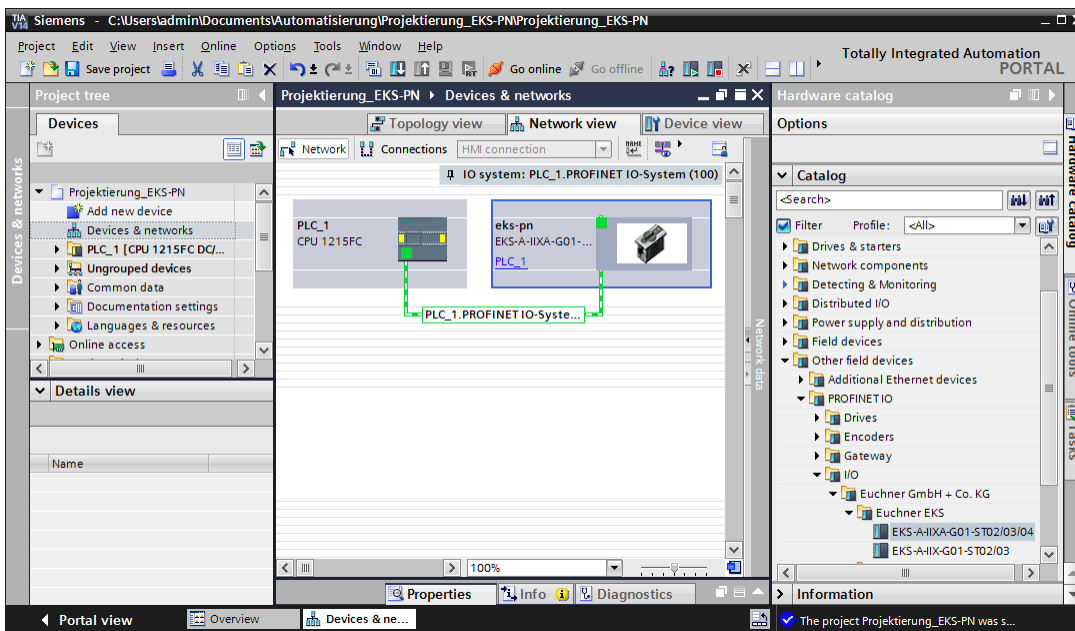 TIA V14 Siemens - C:\Users\admin\Documents\Automatisierung\Projektierung_EKS-PN\Projektierung_EKS-PN
Project Edit View Insert Online Options Tools Window Help
Totally Integrated Automation
PORTAL
Save project Go online Go offline
Project tree
Devices
Devices & networks
Projektierung_EKS-PN
Add new device
Devices & networks
PLC_1 [CPU 1215FC DC/...
Ungrouped devices
Common data
Documentation settings
Languages & resources
Online access
Details view
Name
Projektierung_EKS-PN Devices & networks
Topology view Network view Device view
Network Connections HMI connection
IO system: PLC_1.PROFINET IO-System (100)
PLC_1
CPU 1215FC
eks-pn
EKS-A-IIXA-G01-...
PLC_1
PLC_1.PROFINET IO-Syste...
100%
Network data
Properties Info Diagnostics
Hardware catalog
Options
Catalog
<Search>
Filter Profile: <All>
Drives & starters
Network components
Detecting & Monitoring
Distributed I/O
Power supply and distribution
Field devices
Other field devices
Additional Ethernet devices
PROFINET IO
Drives
Encoders
Gateway
I/O
Euchner GmbH + Co. KG
Euchner EKS
EKS-A-IIXA-G01-ST02/03/04
EKS-A-IIX-G01-ST02/03
Information
Hardware catalog
Online tools
Tasks
Portal view Overview Devices & ne...
The project Projektierung_EKS-PN was s...